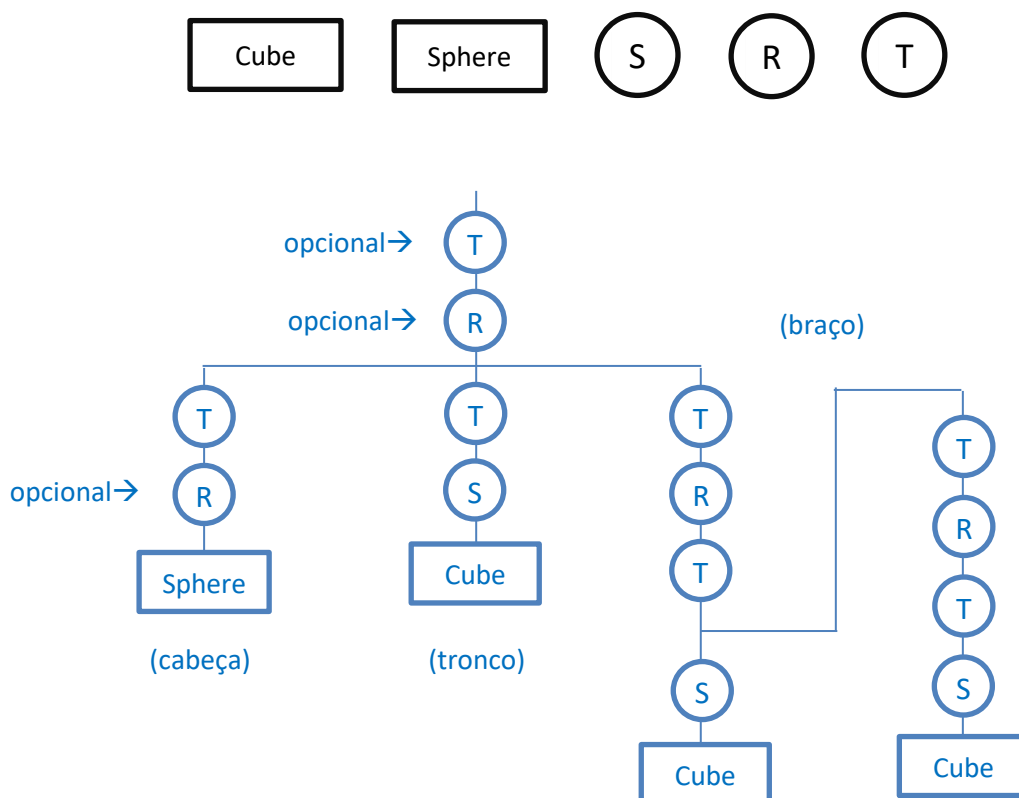 Cube Sphere S R T
opcional→ T
opcional→ R
(braço)
T T T
T
opcional→ R S R
R
Sphere Cube T
T
(cabeça) (tronco)
S S
Cube Cube